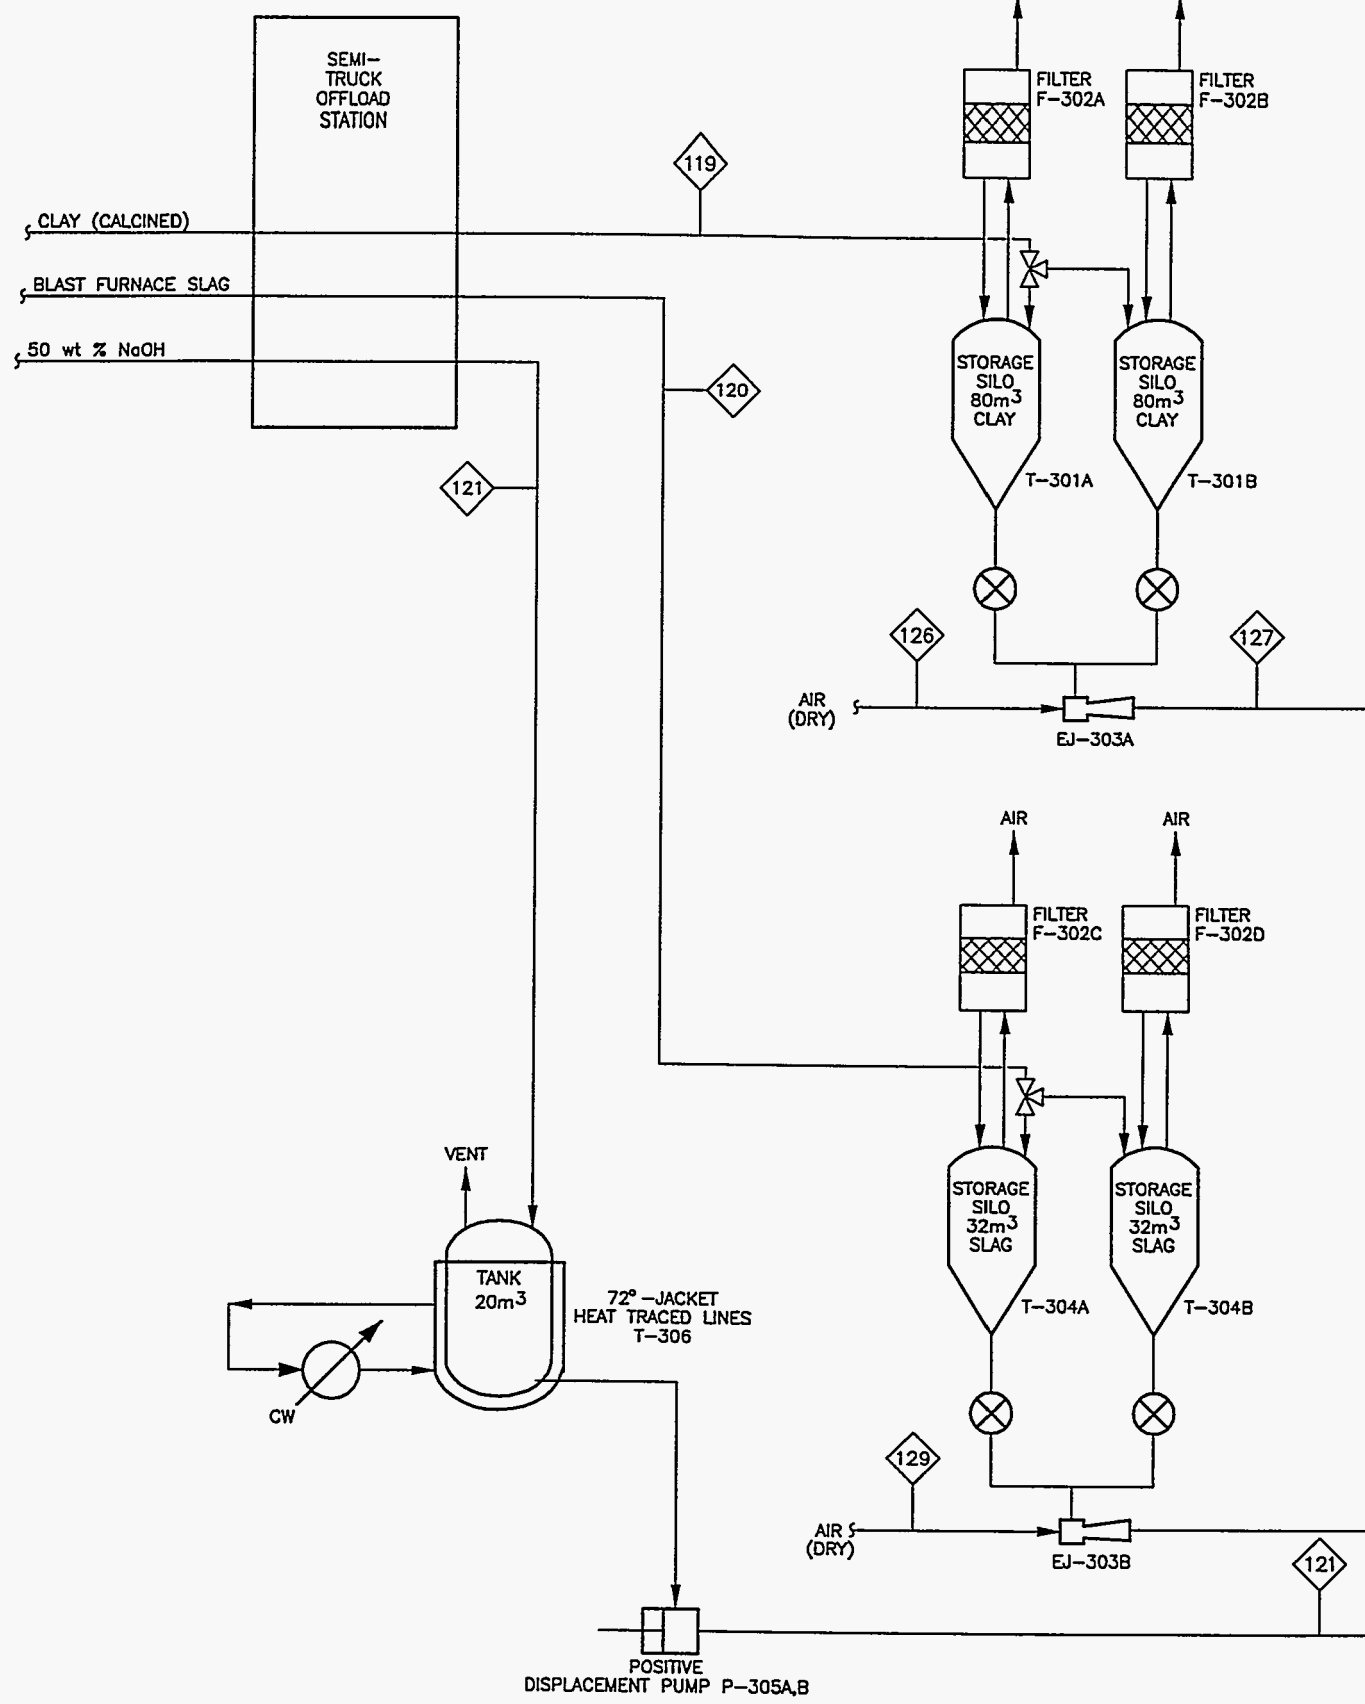 SEMI-
TRUCK
OFFLOAD
STATION
FILTER
F-302A
FILTER
F-302B
119
CLAY (CALCINED)
BLAST FURNACE SLAG
50 wt % NaOH
120
121
STORAGE
SILO
80m3
CLAY
T-301A
STORAGE
SILO
80m3
CLAY
T-301B
126
127
AIR
(DRY)
EJ-303A
AIR
AIR
FILTER
F-302C
FILTER
F-302D
VENT
TANK
20m3
72°-JACKET
HEAT TRACED LINES
T-306
CW
STORAGE
SILO
32m3
SLAG
T-304A
STORAGE
SILO
32m3
SLAG
T-304B
129
AIR
(DRY)
EJ-303B
121
POSITIVE
DISPLACEMENT PUMP P-305A,B